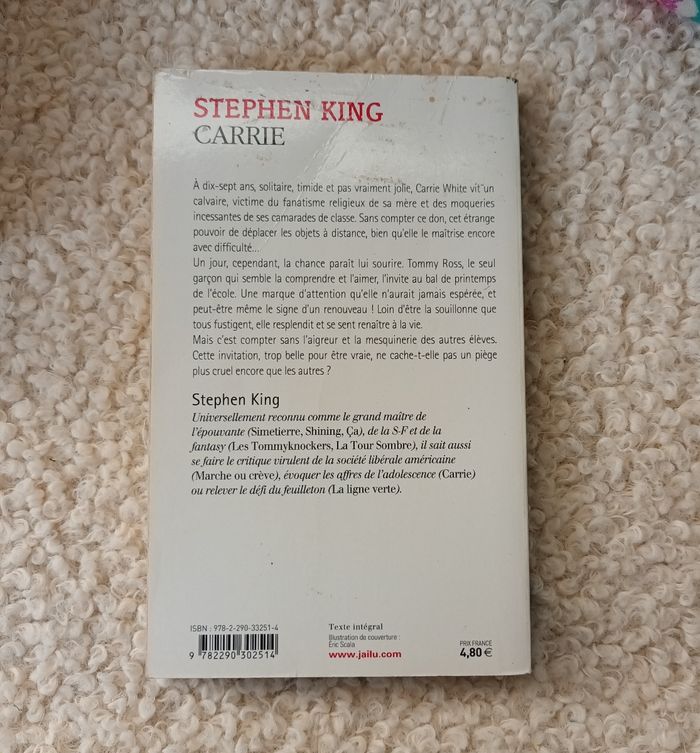 STEPHEN KING
CARRIE
À dix-sept ans, solitaire, timide et pas vraiment jolie, Carrie White vit un
calvaire, victime du fanatisme religieux de sa mère et des moqueries
incessantes de ses camarades de classe. Sans compter ce don, cet étrange
pouvoir de déplacer les objets à distance, bien qu'elle le maîtrise encore
avec difficulté...
Un jour, cependant, la chance paraît lui sourire. Tommy Ross, le seul
garçon qui semble la comprendre et l'aimer, l'invite au bal de printemps
de l'école. Une marque d'attention qu'elle n'aurait jamais espérée, et
peut-être même le signe d'un renouveau ! Loin d'être la souillonne que
tous fustigent, elle resplendit et se sent renaître à la vie.
Mais c'est compter sans l'aigreur et la mesquinerie des autres élèves.
Cette invitation, trop belle pour être vraie, ne cache-t-elle pas un piège
plus cruel encore que les autres ?
Stephen King
Universellement reconnu comme le grand maître de
l'épouvante (Simetierre, Shining, Ça), de la S-F et de la
fantasy (Les Tommyknockers, La Tour Sombre), il sait aussi
se faire le critique virulent de la société libérale américaine
(Marche ou crève), évoquer les affres de l'adolescence (Carrie)
ou relever le défi du feuilleton (La ligne verte).
ISBN : 978-2-290-33251-4
9 782290 302514
Texte intégral
Illustration de couverture :
Éric Scala
www.jailu.com
PRIX FRANCE
4,80 €